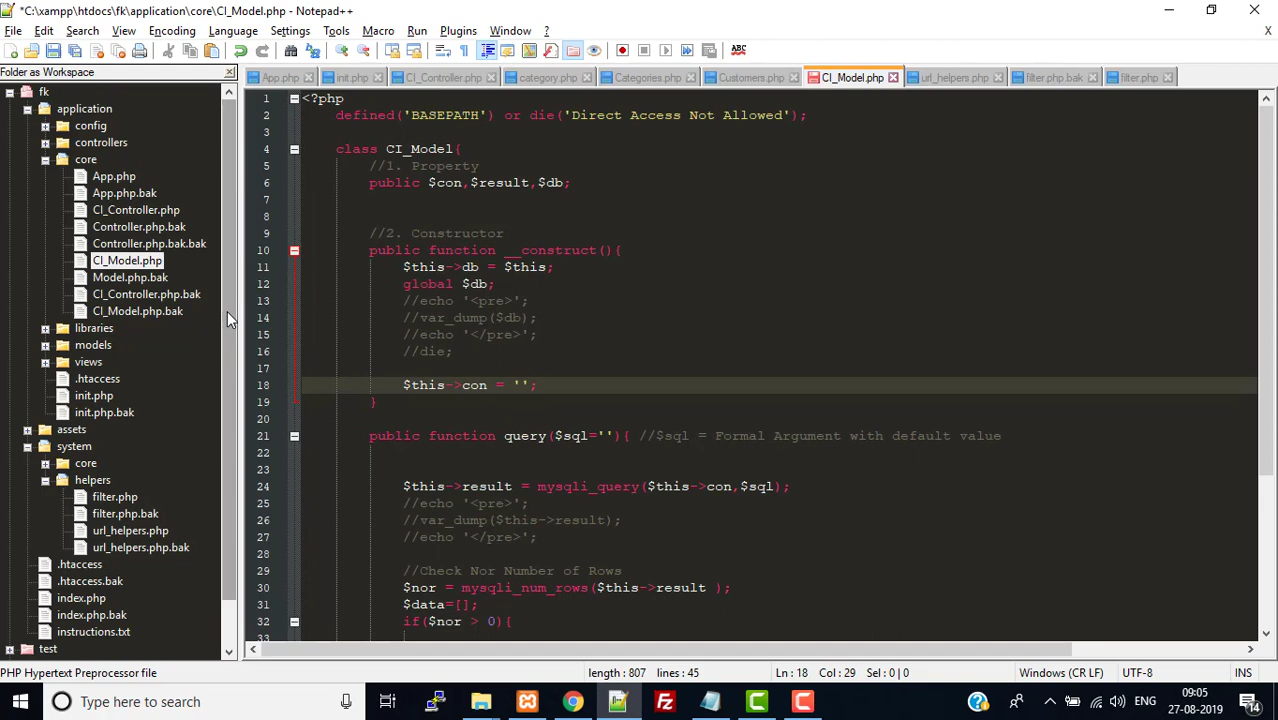 *C:\xampp\htdocs\fk\application\core\CI_Model.php - Notepad++
File Edit Search View Encoding Language Settings Tools Macro Run Plugins Window ? X
ABC
Folder as Workspace
App.php init.php CI_Controller.php category.php Categories.php Customers.php CI_Model.php url_helpers.php filter.php.bak filter.php
fk
application
config
controllers
core
App.php
App.php.bak
CI_Controller.php
Controller.php.bak
Controller.php.bak.bak
CI_Model.php
Model.php.bak
CI_Controller.php.bak
CI_Model.php.bak
libraries
models
views
.htaccess
init.php
init.php.bak
assets
system
core
helpers
filter.php
filter.php.bak
url_helpers.php
url_helpers.php.bak
.htaccess
.htaccess.bak
index.php
index.php.bak
instructions.txt
test
1 <?php
2 defined('BASEPATH') or die('Direct Access Not Allowed');
3
4 class CI_Model{
5 //1. Property
6 public $con,$result,$db;
7
8
9 //2. Constructor
10 public function __construct(){
11 $this->db = $this;
12 global $db;
13 //echo '<pre>';
14 //var_dump($db);
15 //echo '</pre>';
16 //die;
17
18 $this->con = '';
19 }
20
21 public function query($sql=''){ //$sql = Formal Argument with default value
22
23
24 $this->result = mysqli_query($this->con,$sql);
25 //echo '<pre>';
26 //var_dump($this->result);
27 //echo '</pre>';
28
29 //Check Nor Number of Rows
30 $nor = mysqli_num_rows($this->result );
31 $data=[];
32 if($nor > 0){
33
PHP Hypertext Preprocessor file length : 807 lines : 45 Ln : 18 Col : 29 Sel : 0 | 0 Windows (CR LF) UTF-8 INS
Type here to search
ENG
09:05
27-08-2019
14